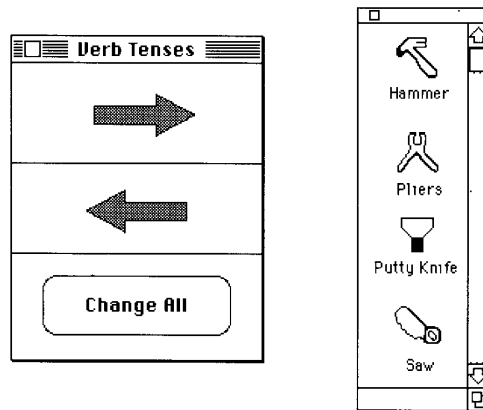 Verb Tenses
Change All
Hammer
Pliers
Putty Knife
Saw